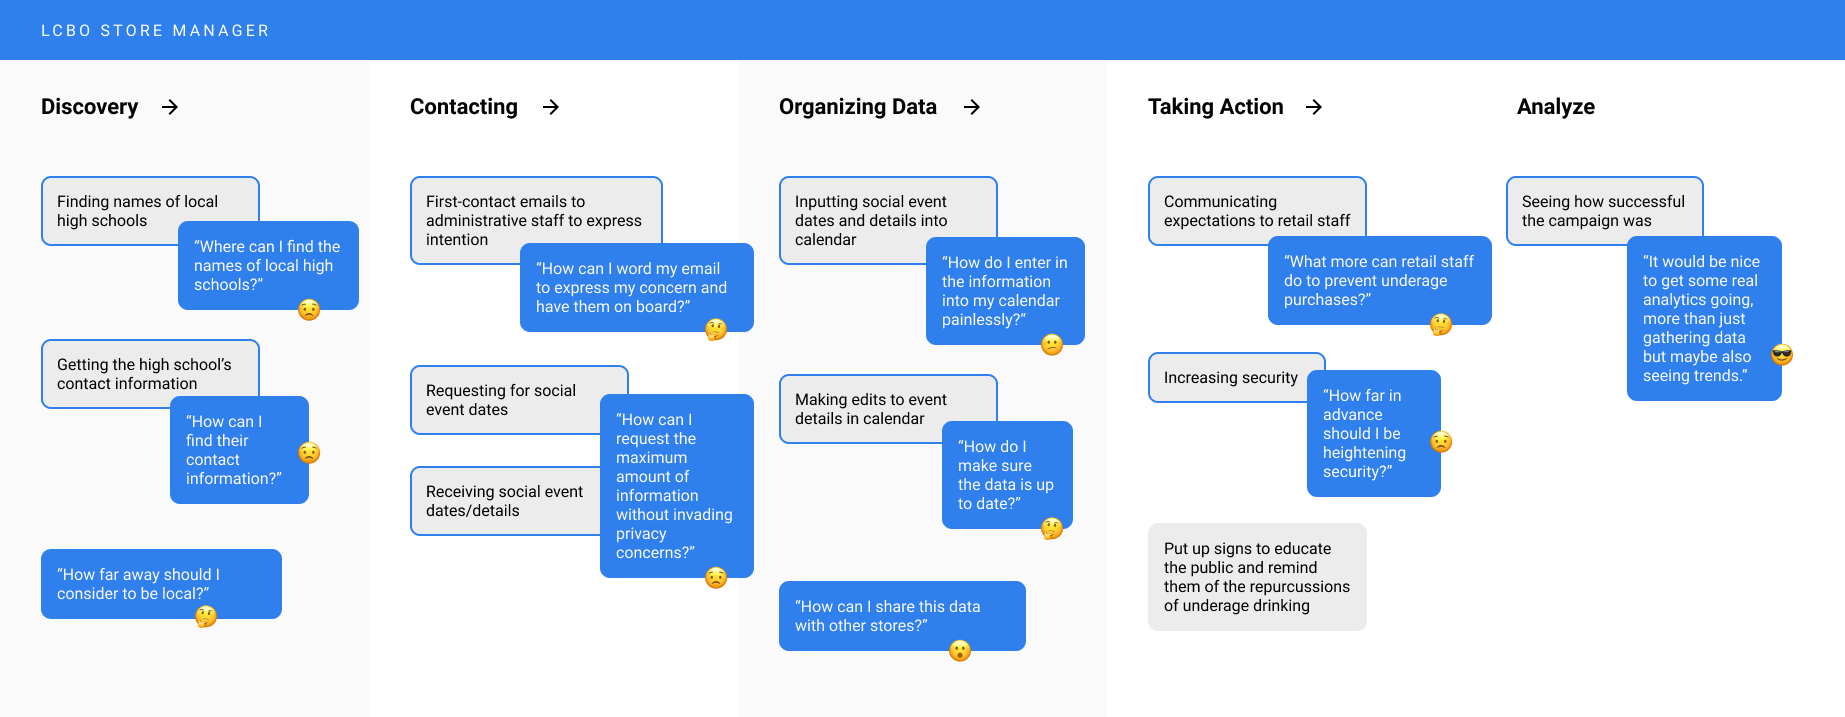 LCBO STORE MANAGER
Discovery →
Finding names of local
high schools
“Where can I find the
names of local high
schools?”
Getting the high school’s
contact information
“How can I
find their
contact
information?”
“How far away should I
consider to be local?”
Contacting →
First-contact emails to
administrative staff to express
intention
“How can I word my email
to express my concern and
have them on board?”
Requesting for social
event dates
Receiving social event
dates/details
“How can I
request the
maximum
amount of
information
without invading
privacy
concerns?”
Organizing Data →
Inputting social event
dates and details into
calendar
“How do I enter in
the information
into my calendar
painlessly?“
Making edits to event
details in calendar
“How do I
make sure
the data is up
to date?”
“How can I share this data
with other stores?”
Taking Action →
Communicating
expectations to retail staff
“What more can retail staff
do to prevent underage
purchases?”
Increasing security
“How far in
advance
should I be
heightening
security?”
Put up signs to educate
the public and remind
them of the repurcussions
of underage drinking
Analyze
Seeing how successful
the campaign was
“It would be nice
to get some real
analytics going,
more than just
gathering data
but maybe also
seeing trends.”